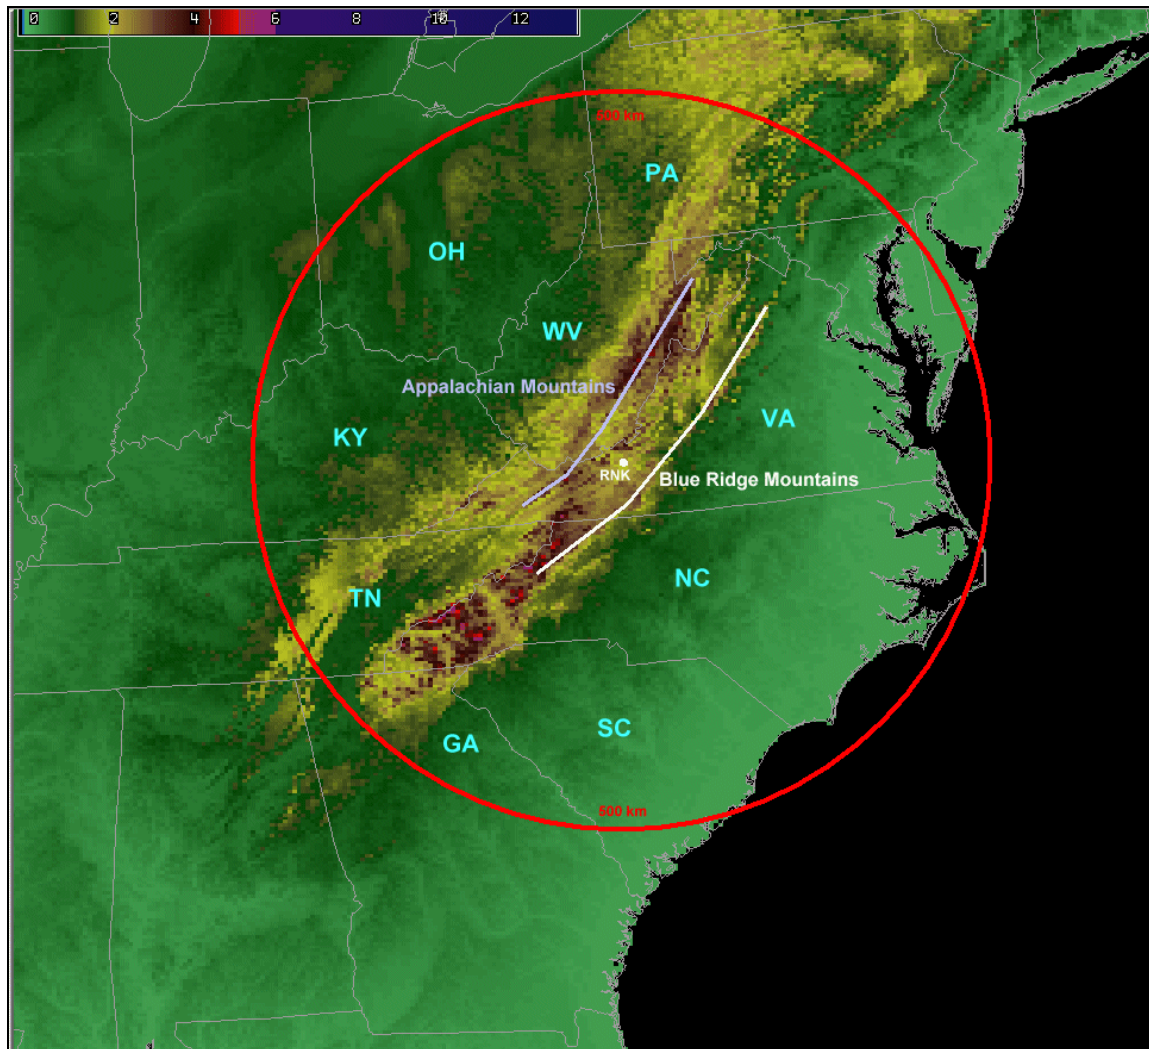 0 2 4 6 8 10 12
500 km
PA
OH
WV
Appalachian Mountains
VA
KY
RNK
Blue Ridge Mountains
NC
TN
SC
GA
500 km